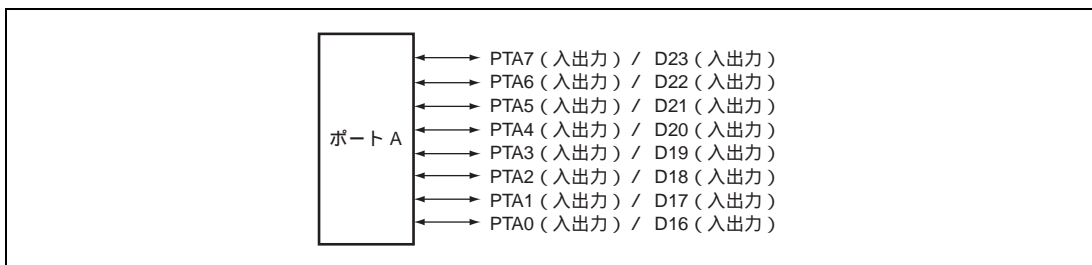 ポート A
PTA7 ( 入出力 ) / D23 ( 入出力 )
PTA6 ( 入出力 ) / D22 ( 入出力 )
PTA5 ( 入出力 ) / D21 ( 入出力 )
PTA4 ( 入出力 ) / D20 ( 入出力 )
PTA3 ( 入出力 ) / D19 ( 入出力 )
PTA2 ( 入出力 ) / D18 ( 入出力 )
PTA1 ( 入出力 ) / D17 ( 入出力 )
PTA0 ( 入出力 ) / D16 ( 入出力 )